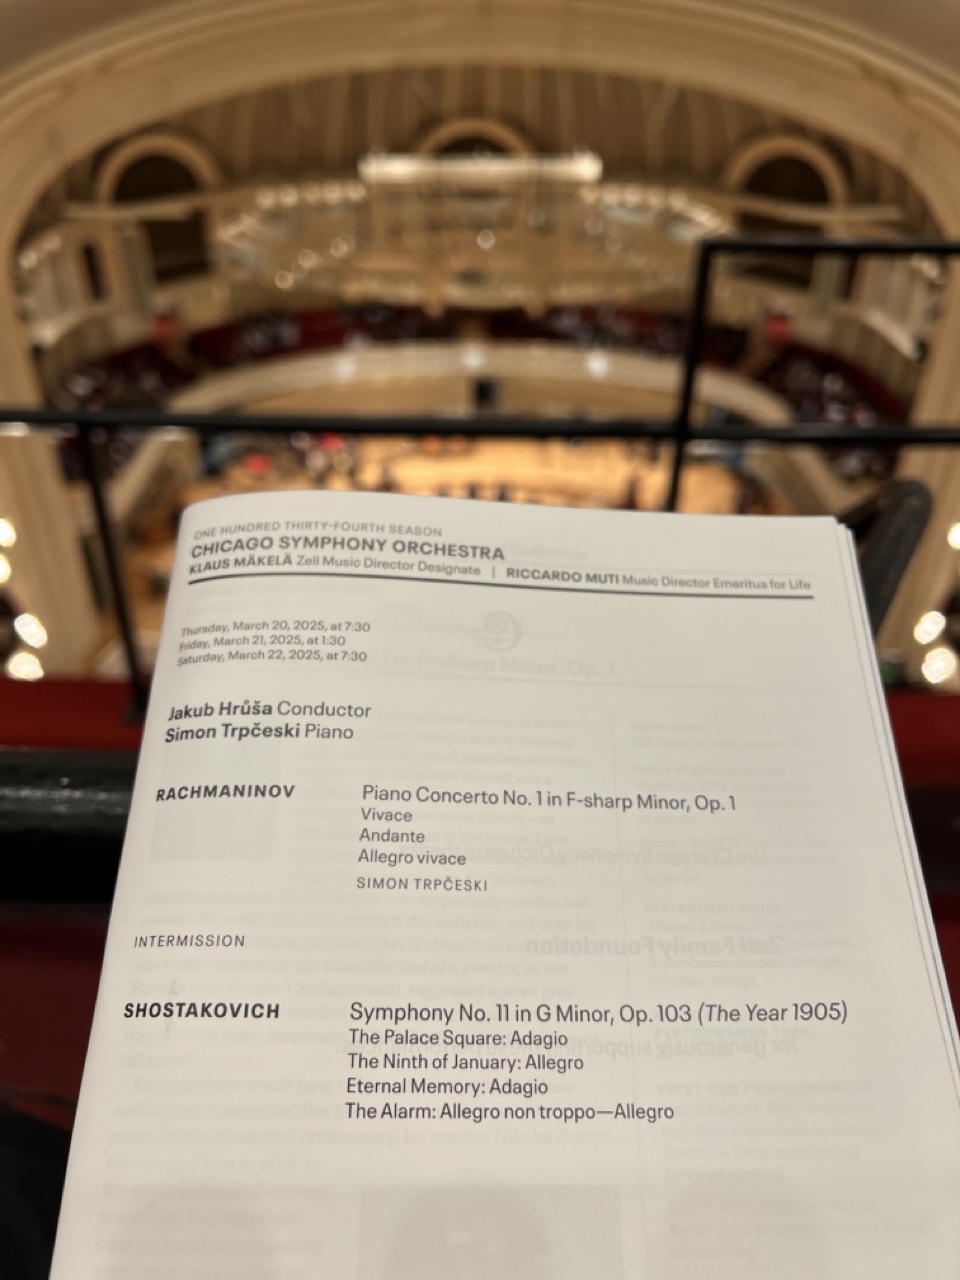 ONE HUNDRED THIRTY-FOURTH SEASON
CHICAGO SYMPHONY ORCHESTRA
KLAUS MÄKELÄ Zell Music Director Designate | RICCARDO MUTI Music Director Emeritus for Life
Thursday, March 20, 2025, at 7:30
Friday, March 21, 2025, at 1:30
Saturday, March 22, 2025, at 7:30
Jakub Hrůša Conductor
Simon Trpčeski Piano
RACHMANINOV Piano Concerto No. 1 in F-sharp Minor, Op. 1
Vivace
Andante
Allegro vivace
SIMON TRPČESKI
INTERMISSION
SHOSTAKOVICH Symphony No. 11 in G Minor, Op. 103 (The Year 1905)
The Palace Square: Adagio
The Ninth of January: Allegro
Eternal Memory: Adagio
The Alarm: Allegro non troppo—Allegro